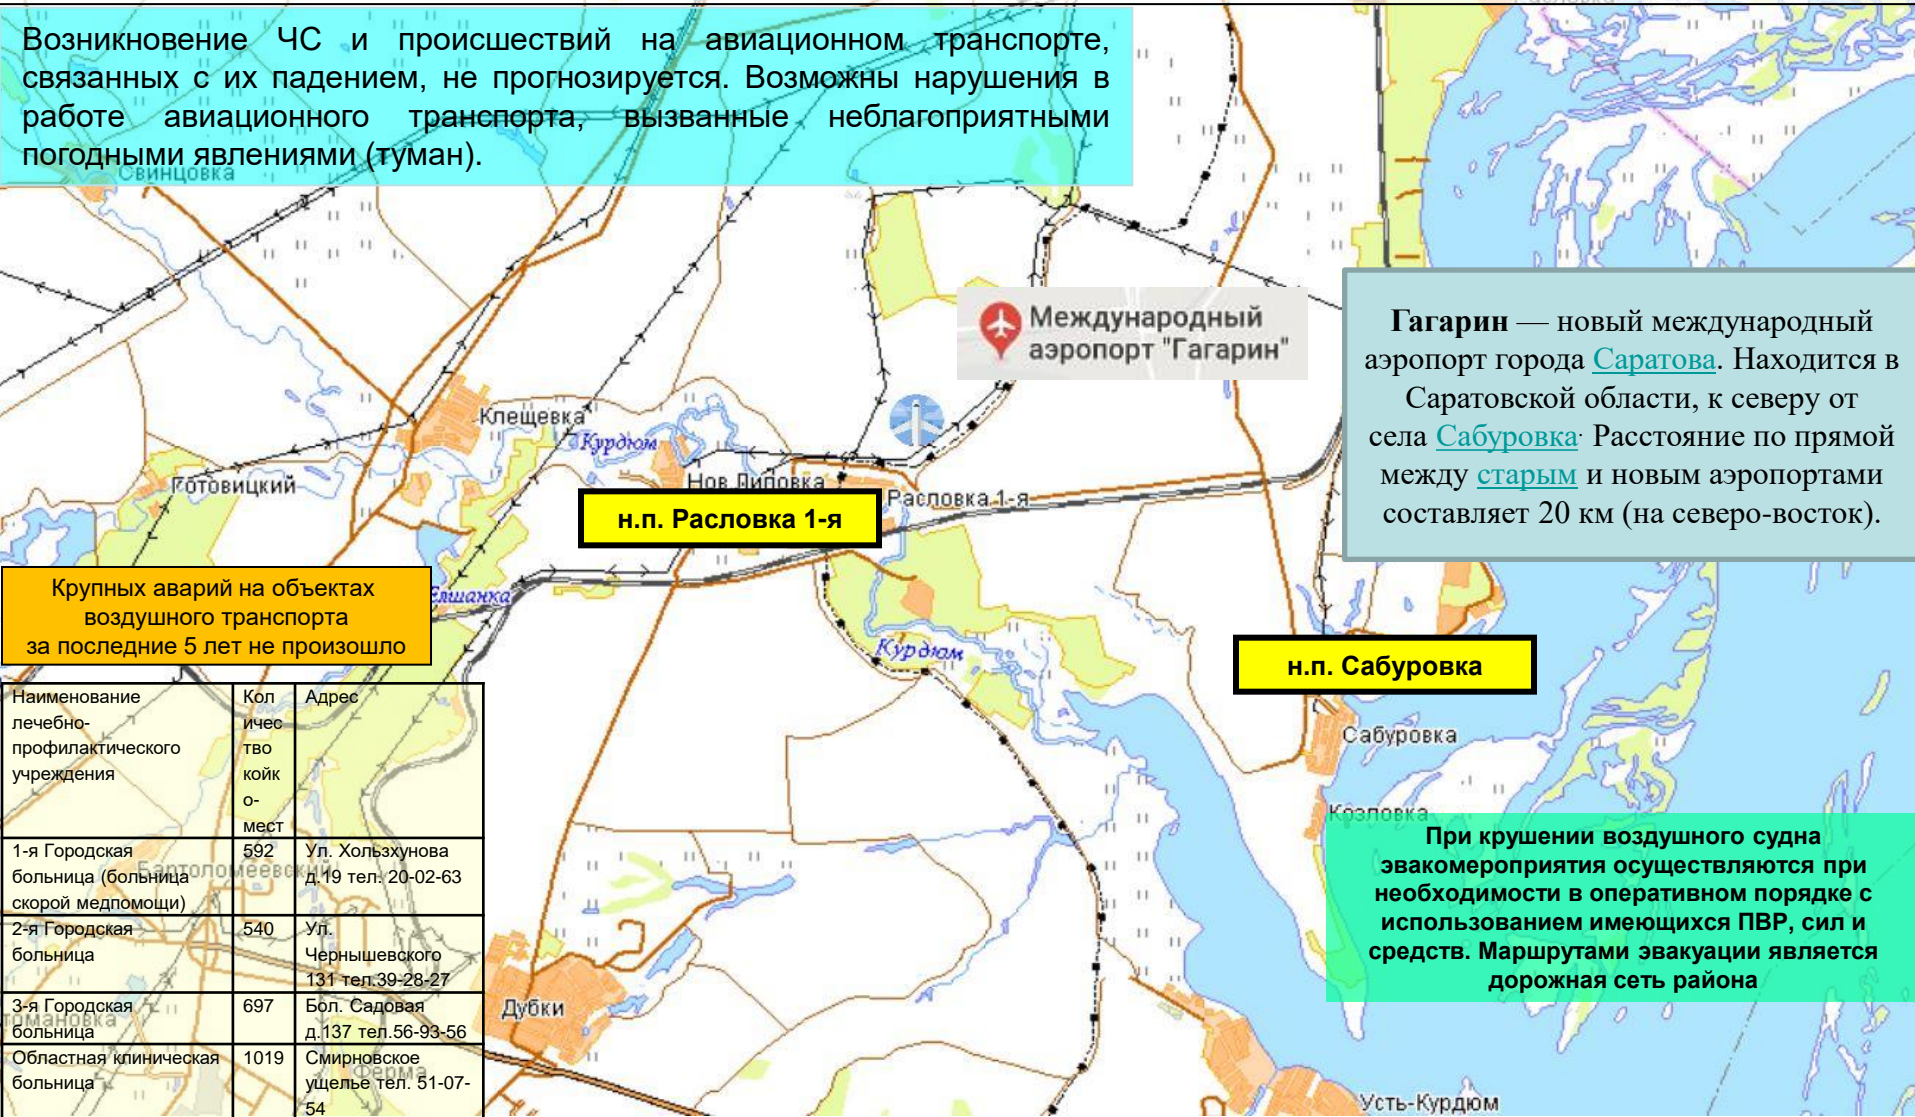 Возникновение ЧС и происшествий на авиационном транспорте,
связанных с их падением, не прогнозируется. Возможны нарушения в
работе авиационного транспорта, вызванные неблагоприятными
погодными явлениями (туман).
Свинцовка
Международный
аэропорт "Гагарин"
Гагарин — новый международный
аэропорт города Саратова. Находится в
Саратовской области, к северу от
села Сабуровка. Расстояние по прямой
между старым и новым аэропортами
составляет 20 км (на северо-восток).
Клещевка
Курдюм
Готовицкий
Нов.Липовка
Расловка 1-я
н.п. Расловка 1-я
Крупных аварий на объектах
воздушного транспорта
за последние 5 лет не произошло
Елшанка
Курдюм
н.п. Сабуровка
Сабуровка
Козловка
При крушении воздушного судна
эвакомероприятия осуществляются при
необходимости в оперативном порядке с
использованием имеющихся ПВР, сил и
средств. Маршрутами эвакуации является
дорожная сеть района
Наименование
лечебно-
профилактического
учреждения
Кол
ичес
тво
койк
о-
мест
Адрес
1-я Городская
больница (больница
скорой медпомощи)
592
Ул. Хользхунова
д.19 тел. 20-02-63
Бартоломеевский
2-я Городская
больница
540
Ул.
Чернышевского
131 тел.39-28-27
3-я Городская
больница
697
Бол. Садовая
д.137 тел.56-93-56
Областная клиническая
больница
1019
Смирновское
ущелье тел. 51-07-
54
Ферма
Дубки
Усть-Курдюм